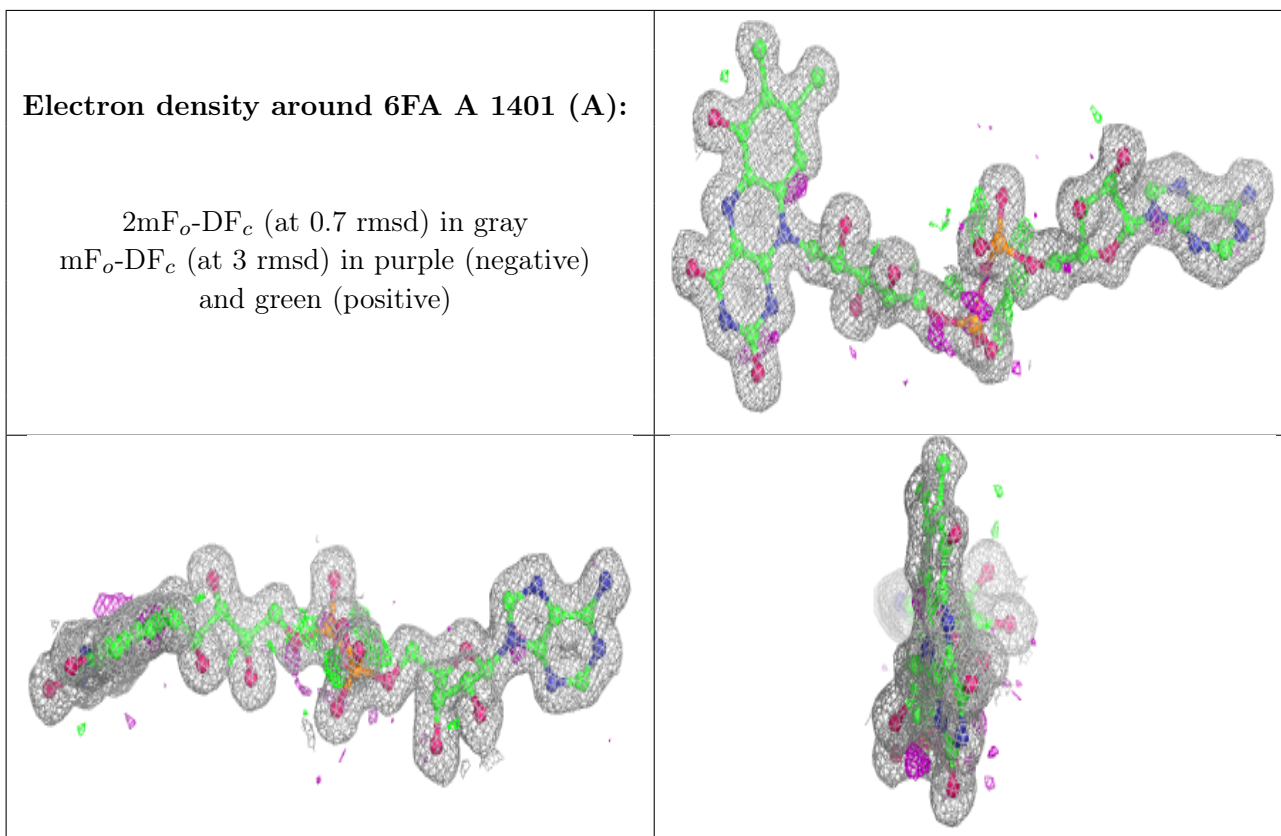 Electron density around 6FA A 1401 (A):
2mFₒ-DF𝒸 (at 0.7 rmsd) in gray
mFₒ-DF𝒸 (at 3 rmsd) in purple (negative)
and green (positive)